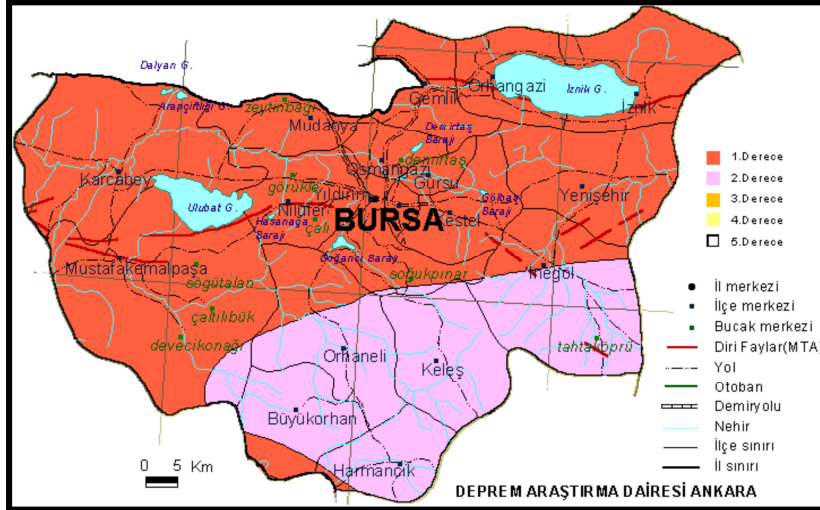 Dalyan G.
Arapçiftliği G.
zeytinbağı
Mudanya
Gemlik
Orhangazi
İznik G.
İznik
Demirtaş
Barajı
demirtaş
Osmangazi
Gürsu
Karcabey
görükle
Yıldırım
Ulubat G.
Nilüfer
BURSA
Kestel
Gölbaşı
Barajı
Yenişehir
Hasanağa
Barajı
çalı
Doğancı Barajı
Mustafakemalpaşa
soğukpınar
İnegöl
söğütalan
çaltılıbük
devecikonağı
Orhaneli
Keleş
tahtaköprü
Büyükorhan
Harmancık
0 5 Km
1.Derece
2.Derece
3.Derece
4.Derece
5.Derece
İl merkezi
İlçe merkezi
Bucak merkezi
Diri Faylar(MTA)
Yol
Otoban
Demiryolu
Nehir
İlçe sınırı
İl sınırı
DEPREM ARAŞTIRMA DAİRESİ ANKARA